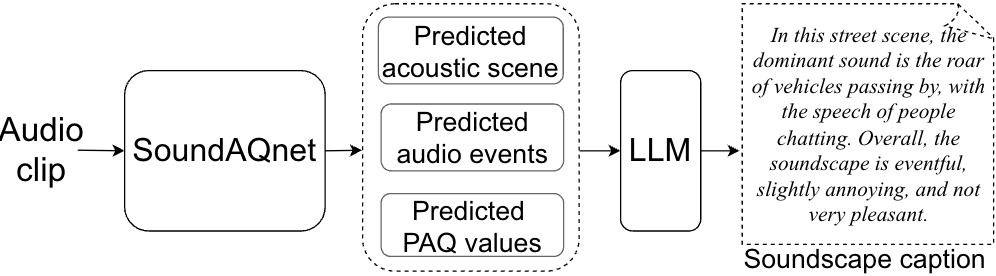 Audio
clip
SoundAQnet
Predicted
acoustic scene
Predicted
audio events
Predicted
PAQ values
LLM
In this street scene, the
dominant sound is the roar
of vehicles passing by, with
the speech of people
chatting. Overall, the
soundscape is eventful,
slightly annoying, and not
very pleasant.
Soundscape caption